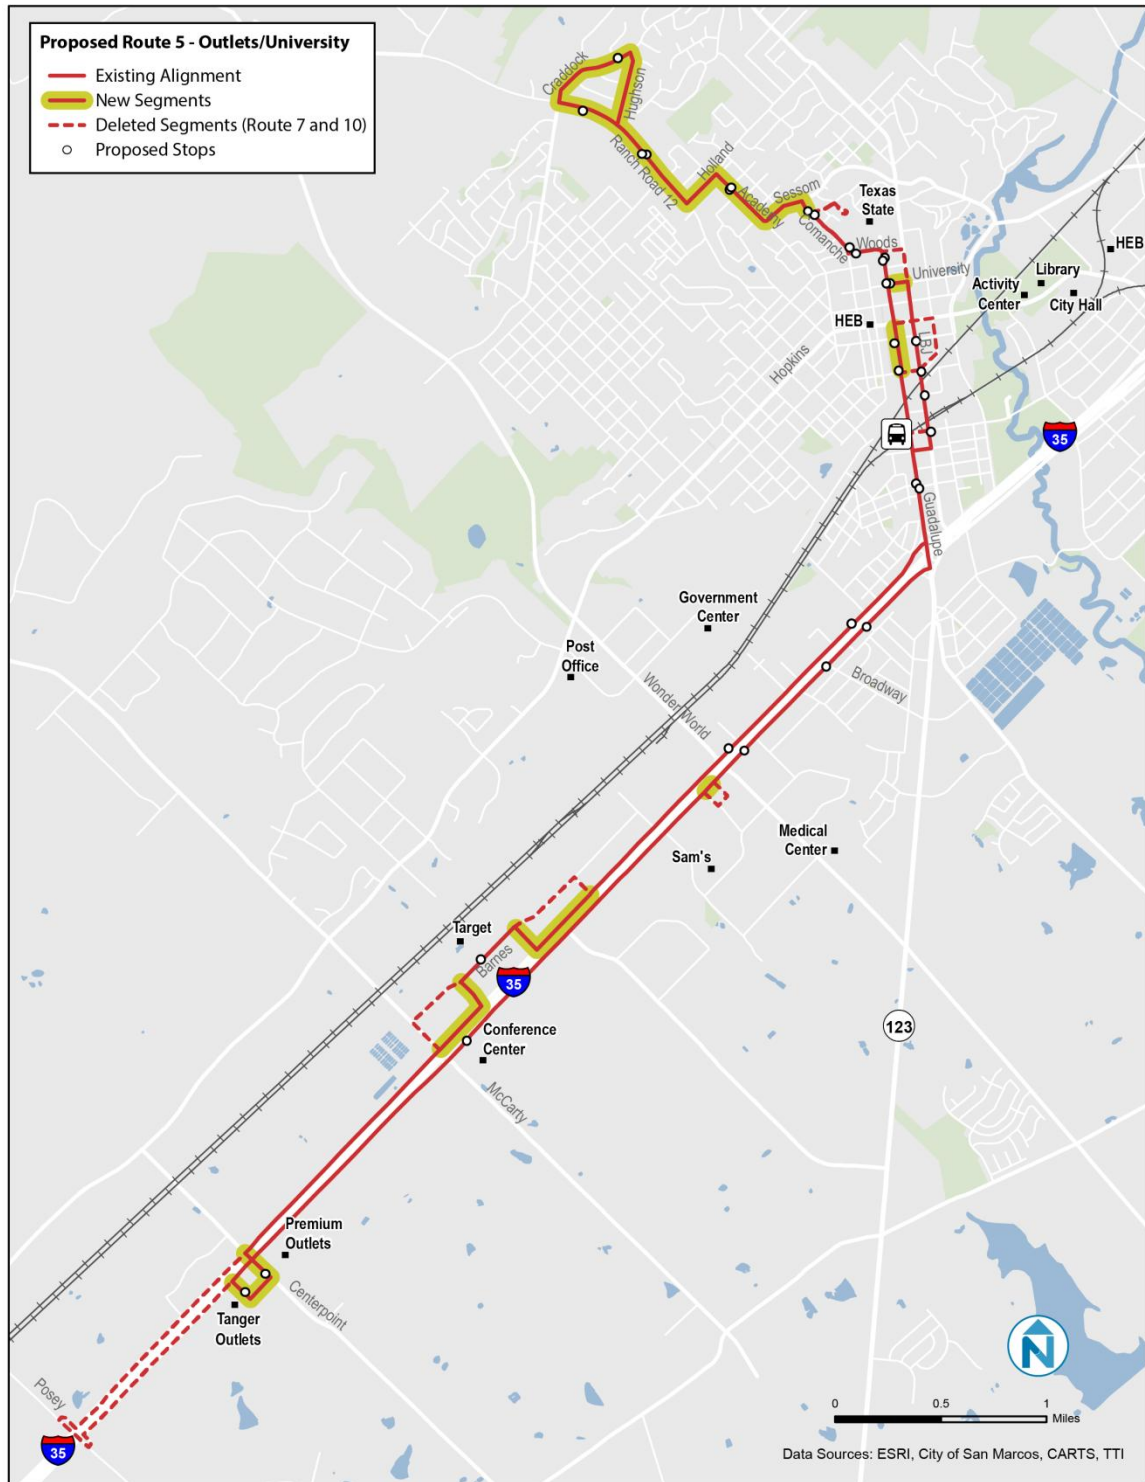 Proposed Route 5 - Outlets/University
Existing Alignment
New Segments
Deleted Segments (Route 7 and 10)
Proposed Stops
Craddock
Hughson
Ranch Road 12
Holland
Academy
Sessom
Comanche
Texas
State
Woods
University
HEB
Library
Activity
Center
City Hall
HEB
LBJ
Hopkins
35
Guadalupe
Government
Center
Post
Office
Wonder World
Broadway
Medical
Center
Sam's
Target
Barnes
35
Conference
Center
123
McCarty
Premium
Outlets
Centerpoint
Tanger
Outlets
Posey
35
N
0 0.5 1
Miles
Data Sources: ESRI, City of San Marcos, CARTS, TTI